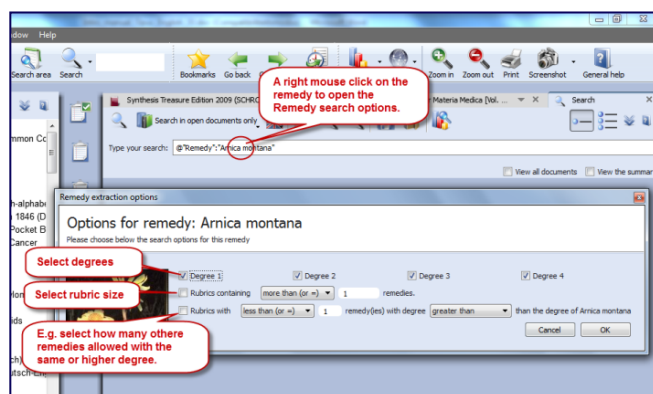 ndow Help
Search area Search Bookmarks Go back Zoom in Zoom out Print Screenshot General help
A right mouse click on the
remedy to open the
Remedy search options.
Synthesis Treasure Edition 2009 (SCHRO
Materia Medica [Vol. ...
Search
Search in open documents only
Type your search: @"Remedy":"Arnica montana"
View all documents View the summar
mmon Co
h-alphab
1846 (D
Pocket B
Cancer
ids
ch)
utsch-En
Remedy extraction options
Options for remedy: Arnica montana
Please choose below the search options for this remedy
Select degrees
Degree 1 Degree 2 Degree 3 Degree 4
Select rubric size
Rubrics containing more than (or =) 1 remedies.
Rubrics with less than (or =) 1 remedy(ies) with degree greater than than the degree of Arnica montana
E.g. select how many othere
remedies allowed with the
same or higher degree.
Cancel OK